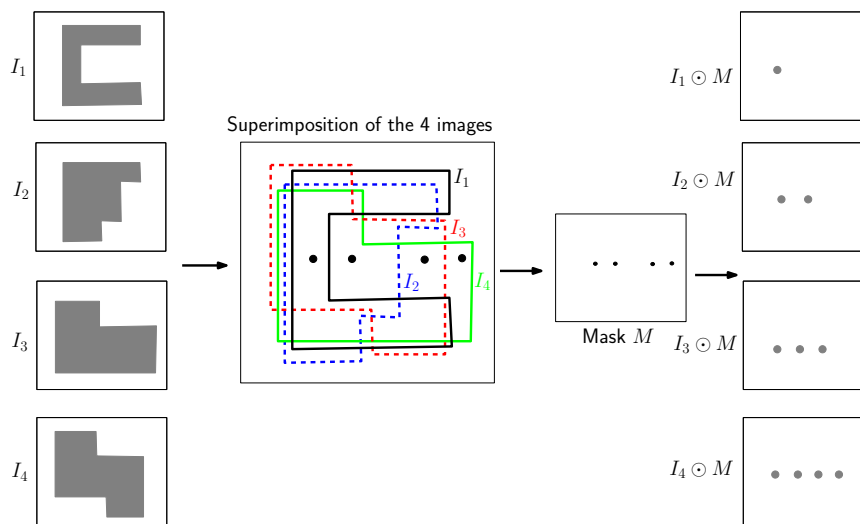 I₁
I₂
I₃
I₄
Superimposition of the 4 images
I₁
I₃
I₂
I₄
Mask M
I₁ ⊙ M
I₂ ⊙ M
I₃ ⊙ M
I₄ ⊙ M